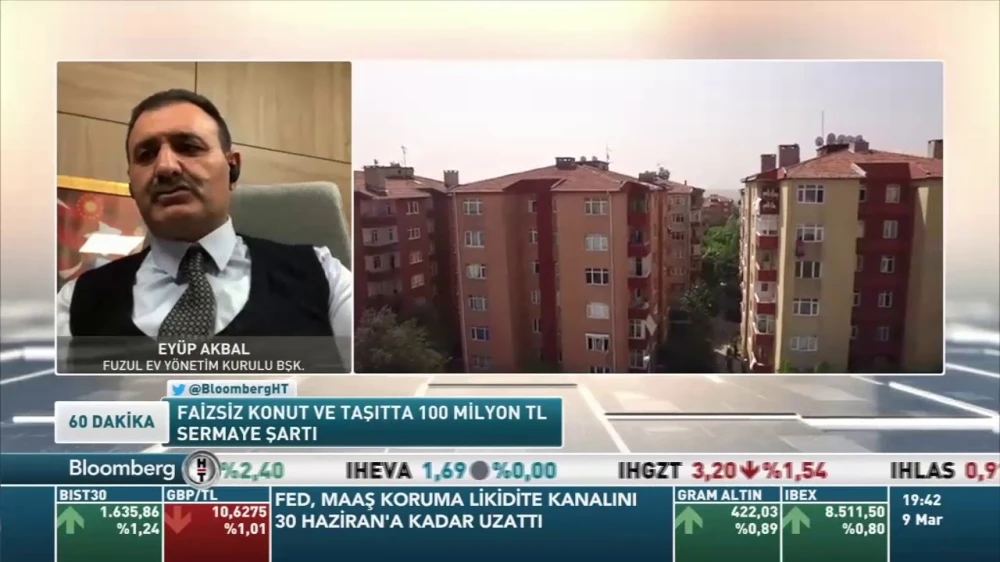 EYÜP AKBAL
FUZUL EV YÖNETİM KURULU BŞK.
@BloombergHT
60 DAKİKA
FAİZSİZ KONUT VE TAŞITTA 100 MİLYON TL
SERMAYE ŞARTI
Bloomberg HT %2,40 IHEVA 1,69 %0,00 IHGZT 3,20 %1,54 IHLAS 0,9
BIST30
1.635,86
%1,24
GBP/TL
10,6275
%1,01
FED, MAAŞ KORUMA LİKİDİTE KANALINI
30 HAZİRAN'A KADAR UZATTI
GRAM ALTIN
422,03
%0,89
IBEX
8.511,50
%0,80
19:42
9 Mar